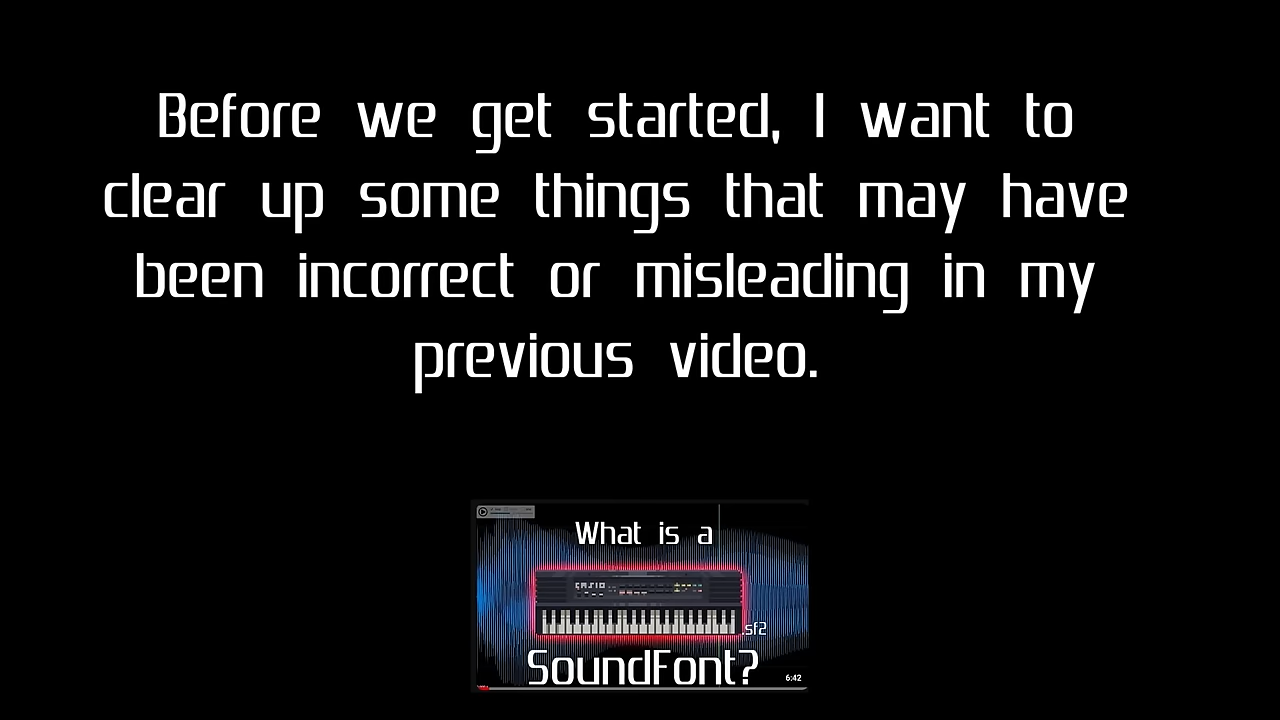 Before we get started, I want to
clear up some things that may have
been incorrect or misleading in my
previous video.
What is a
CASIO
.sf2
SoundFont?
6:42